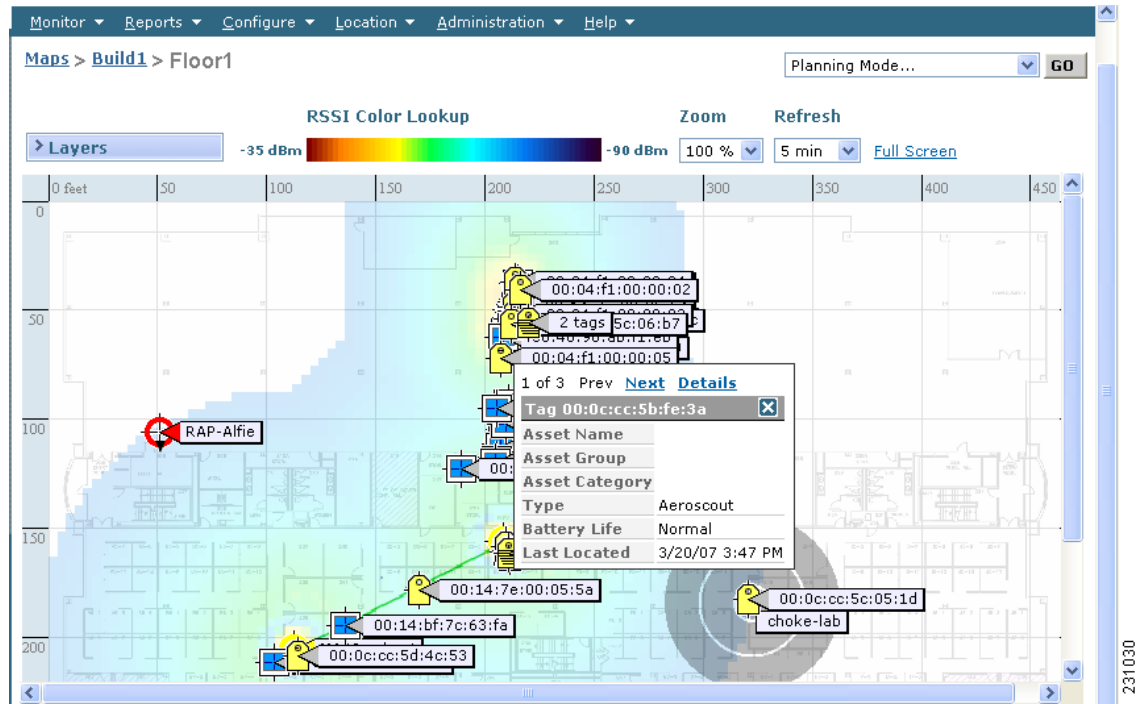 Monitor Reports Configure Location Administration Help
Maps > Build1 > Floor1
Planning Mode... GO
RSSI Color Lookup Zoom Refresh
> Layers -35 dBm -90 dBm 100 % 5 min Full Screen
0 feet 50 100 150 200 250 300 350 400 450
0
50
100
150
200
00:04:f1:00:00:02
2 tags 5c:06:b7
00:04:f1:00:00:05
1 of 3 Prev Next Details
Tag 00:0c:cc:5b:fe:3a
Asset Name
Asset Group
Asset Category
Type Aeroscout
Battery Life Normal
Last Located 3/20/07 3:47 PM
RAP-Alfie
00:
00:14:7e:00:05:5a
00:0c:cc:5c:05:1d
choke-lab
00:14:bf:7c:63:fa
00:0c:cc:5d:4c:53
231030